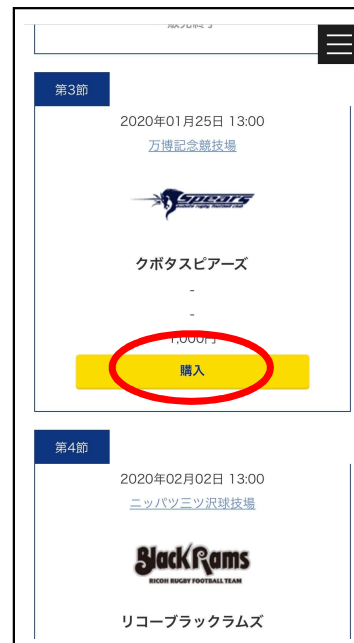 販売終了
第3節
2020年01月25日 13:00
万博記念競技場
Spears
クボタスピアーズ
-
-
1,000円
購入
第4節
2020年02月02日 13:00
ニッパツ三ツ沢球技場
BlackRams
RICOH RUGBY FOOTBALL TEAM
リコーブラックラムズ